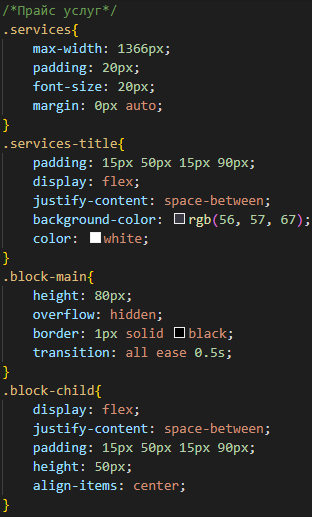 /*Прайс услуг*/
.services{
    max-width: 1366px;
    padding: 20px;
    font-size: 20px;
    margin: 0px auto;
}
.services-title{
    padding: 15px 50px 15px 90px;
    display: flex;
    justify-content: space-between;
    background-color: rgb(56, 57, 67);
    color: white;
}
.block-main{
    height: 80px;
    overflow: hidden;
    border: 1px solid black;
    transition: all ease 0.5s;
}
.block-child{
    display: flex;
    justify-content: space-between;
    padding: 15px 50px 15px 90px;
    height: 50px;
    align-items: center;
}